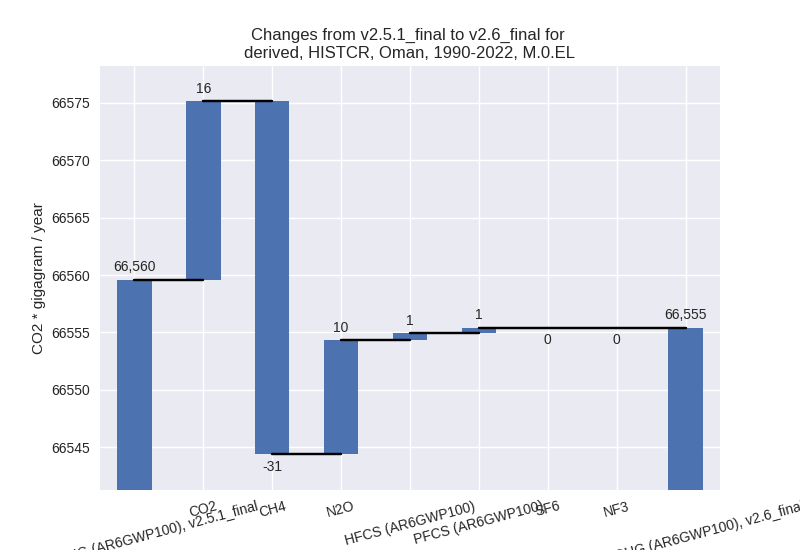 Changes from v2.5.1_final to v2.6_final for
derived, HISTCR, Oman, 1990-2022, M.0.EL
CO2 * gigagram / year
66575
66570
66565
66560
66555
66550
66545
66,560
16
-31
10
1
1
0
0
66,555
(AR6GWP100), v2.5.1_final
CO2
CH4
N2O
HFCS (AR6GWP100)
PFCS (AR6GWP100)
SF6
NF3
(AR6GWP100), v2.6_final